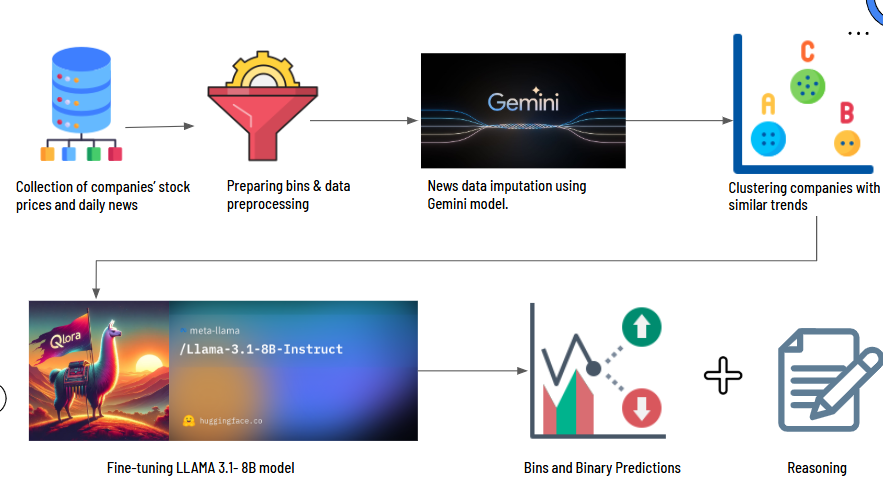 Gemini
C
A
B
Collection of companies' stock
prices and daily news
Preparing bins & data
preprocessing
News data imputation using
Gemini model.
Clustering companies with
similar trends
Qlora
meta-llama
/Llama-3.1-8B-Instruct
huggingface.co
Fine-tuning LLAMA 3.1- 8B model
Bins and Binary Predictions
Reasoning